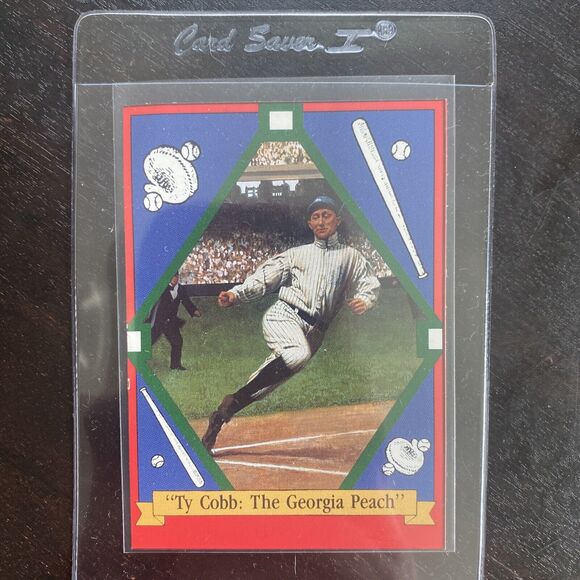 Card Saver I
"Ty Cobb: The Georgia Peach"